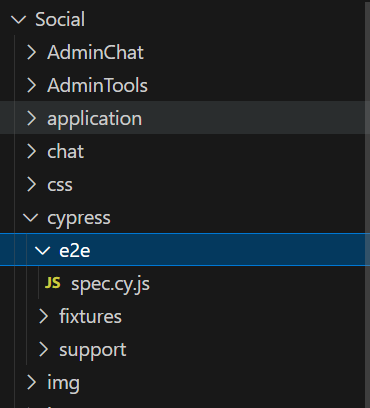 Social
AdminChat
AdminTools
application
chat
css
cypress
e2e
JS spec.cy.js
fixtures
support
img